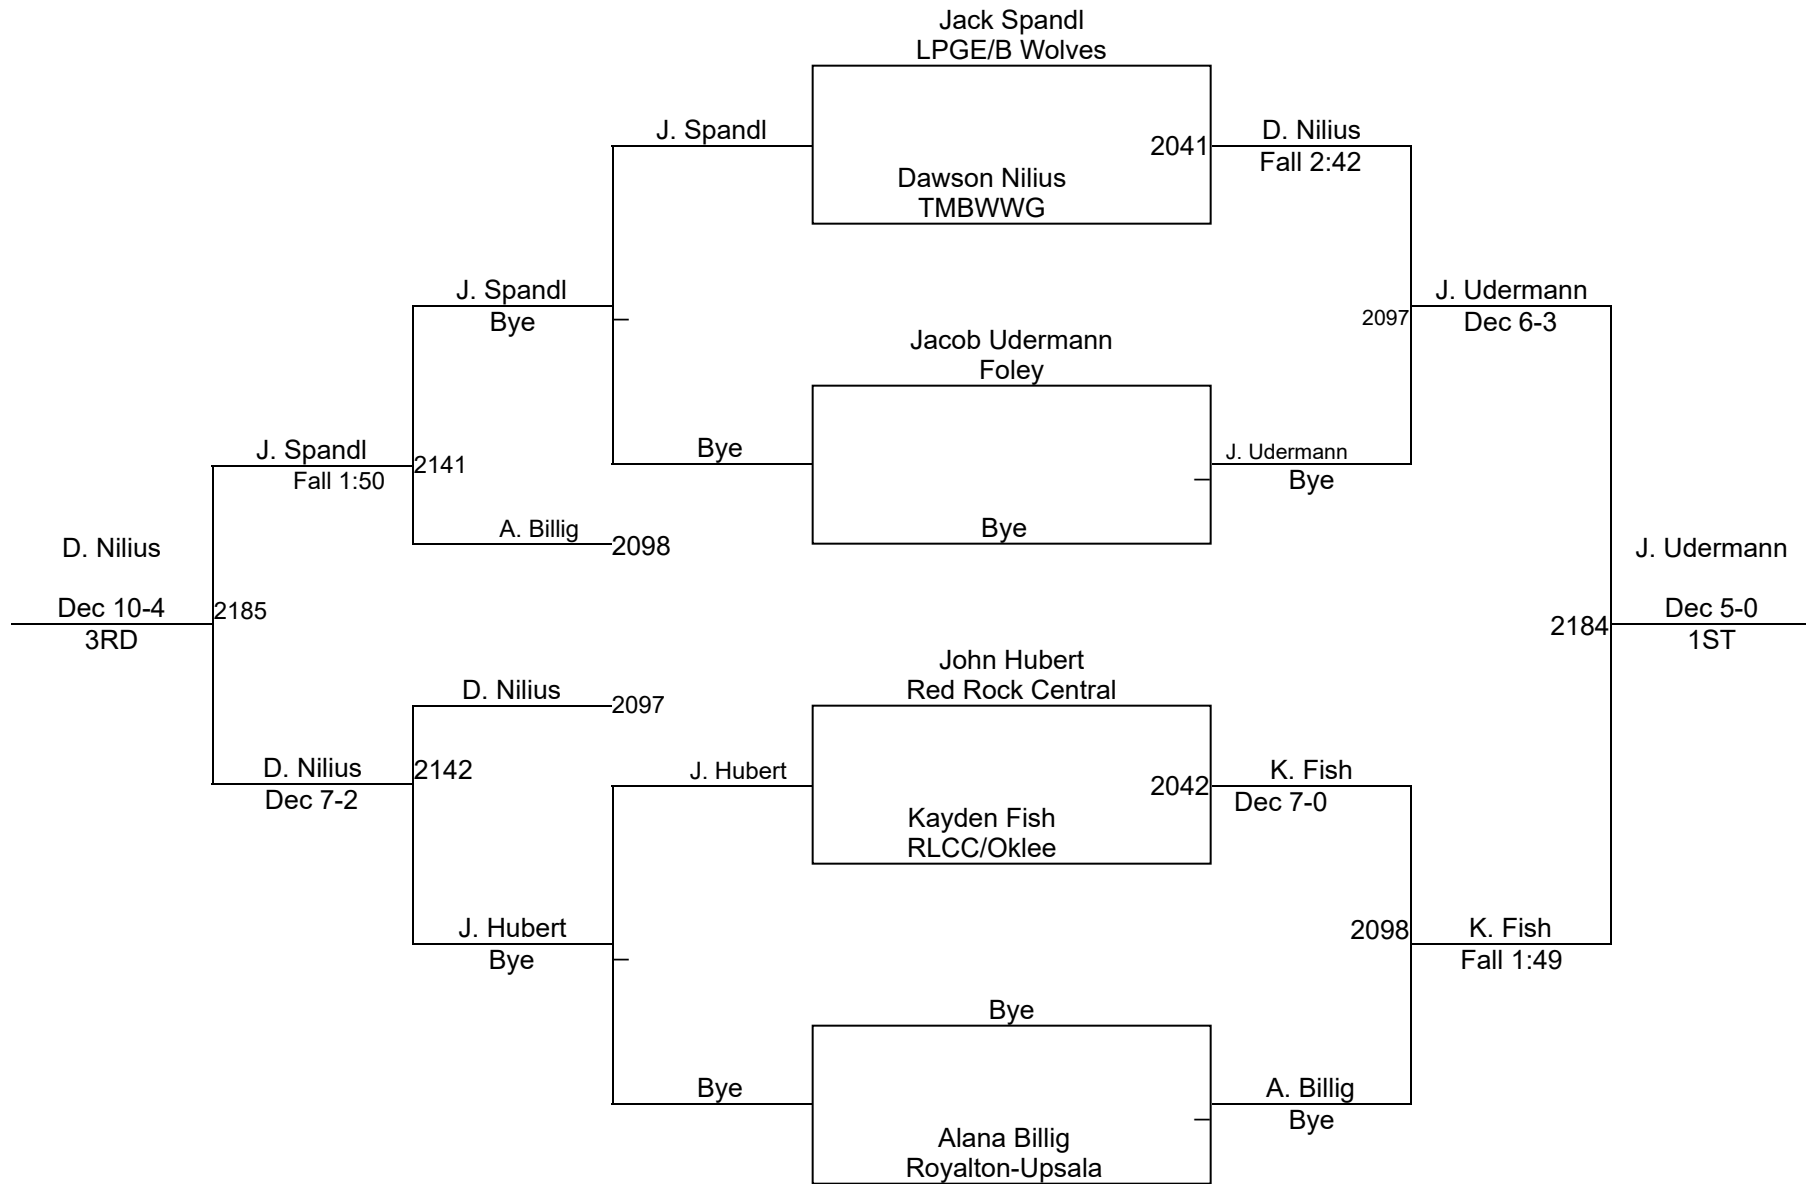 Jack Spandl
LPGE/B Wolves
J. Spandl
2041
D. Nilius
Fall 2:42
Dawson Nilius
TMBWWG
J. Spandl
Bye
2097
J. Udermann
Dec 6-3
Jacob Udermann
Foley
J. Spandl
Fall 1:50
2141
Bye
J. Udermann
Bye
A. Billig
2098
Bye
D. Nilius
Dec 10-4
3RD
2185
2184
J. Udermann
Dec 5-0
1ST
John Hubert
Red Rock Central
D. Nilius
2097
D. Nilius
Dec 7-2
2142
J. Hubert
2042
K. Fish
Dec 7-0
Kayden Fish
RLCC/Oklee
J. Hubert
Bye
2098
K. Fish
Fall 1:49
Bye
Bye
A. Billig
Bye
Alana Billig
Royalton-Upsala